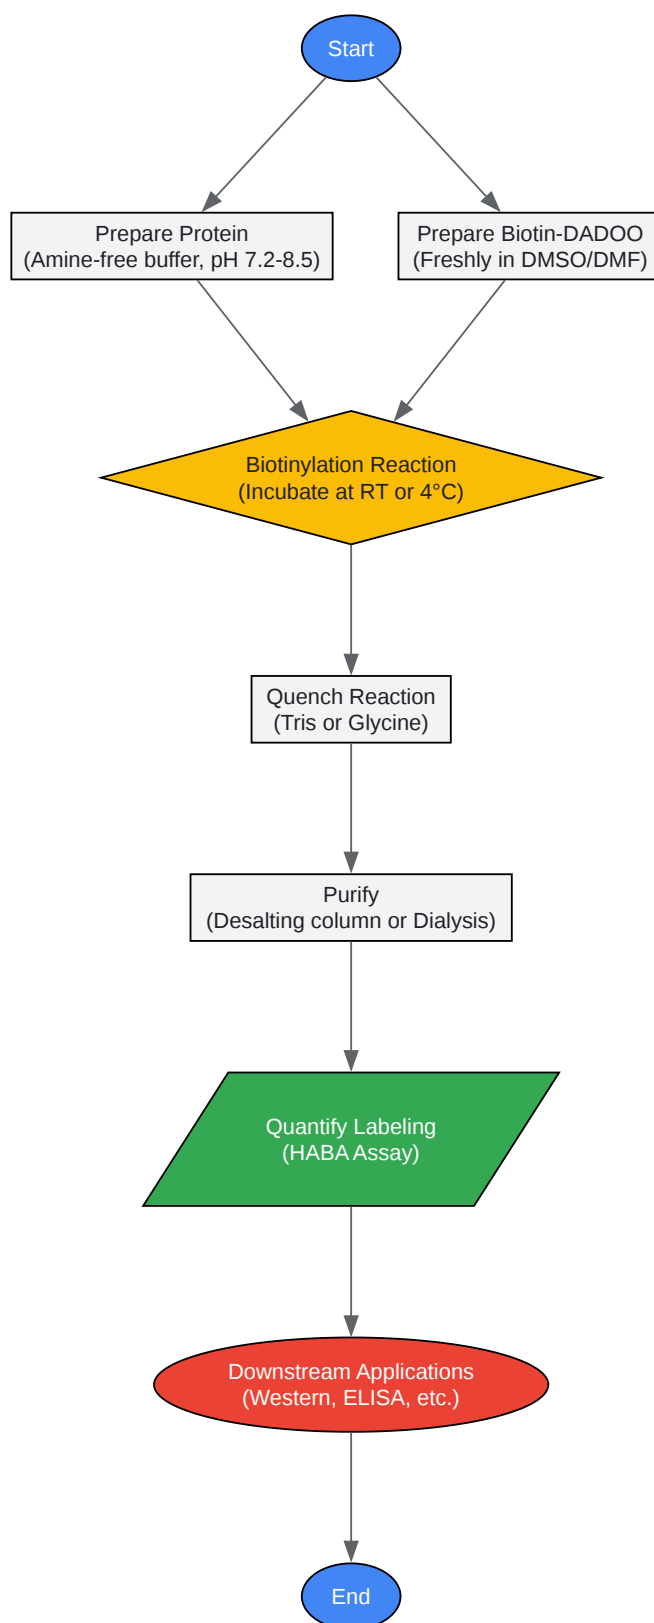 Start
Prepare Protein
(Amine-free buffer, pH 7.2-8.5)
Prepare Biotin-DADOO
(Freshly in DMSO/DMF)
Biotinylation Reaction
(Incubate at RT or 4°C)
Quench Reaction
(Tris or Glycine)
Purify
(Desalting column or Dialysis)
Quantify Labeling
(HABA Assay)
Downstream Applications
(Western, ELISA, etc.)
End